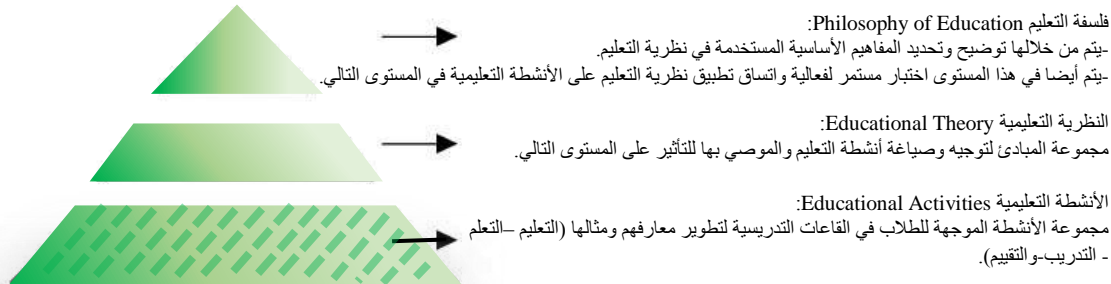 فلسفة التعليم Philosophy of Education:
-يتم من خلالها توضيح وتحديد المفاهيم الأساسية المستخدمة في نظرية التعليم.
-يتم أيضا في هذا المستوى اختبار مستمر لفعالية واتساق تطبيق نظرية التعليم على الأنشطة التعليمية في المستوى التالي.
النظرية التعليمية Educational Theory:
مجموعة المبادئ لتوجيه وصياغة أنشطة التعليم والموصي بها للتأثير على المستوى التالي.
الأنشطة التعليمية Educational Activities:
مجموعة الأنشطة الموجهة للطلاب في القاعات التدريسية لتطوير معارفهم ومثالها (التعليم –التعلم
- التدريب-والتقييم).